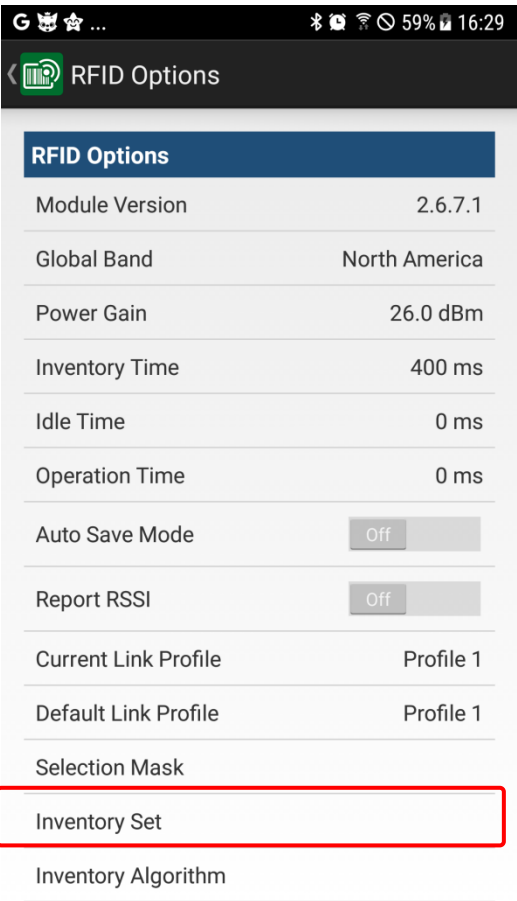 G ... 59% 16:29
RFID Options
RFID Options
Module Version 2.6.7.1
Global Band North America
Power Gain 26.0 dBm
Inventory Time 400 ms
Idle Time 0 ms
Operation Time 0 ms
Auto Save Mode Off
Report RSSI Off
Current Link Profile Profile 1
Default Link Profile Profile 1
Selection Mask
Inventory Set
Inventory Algorithm